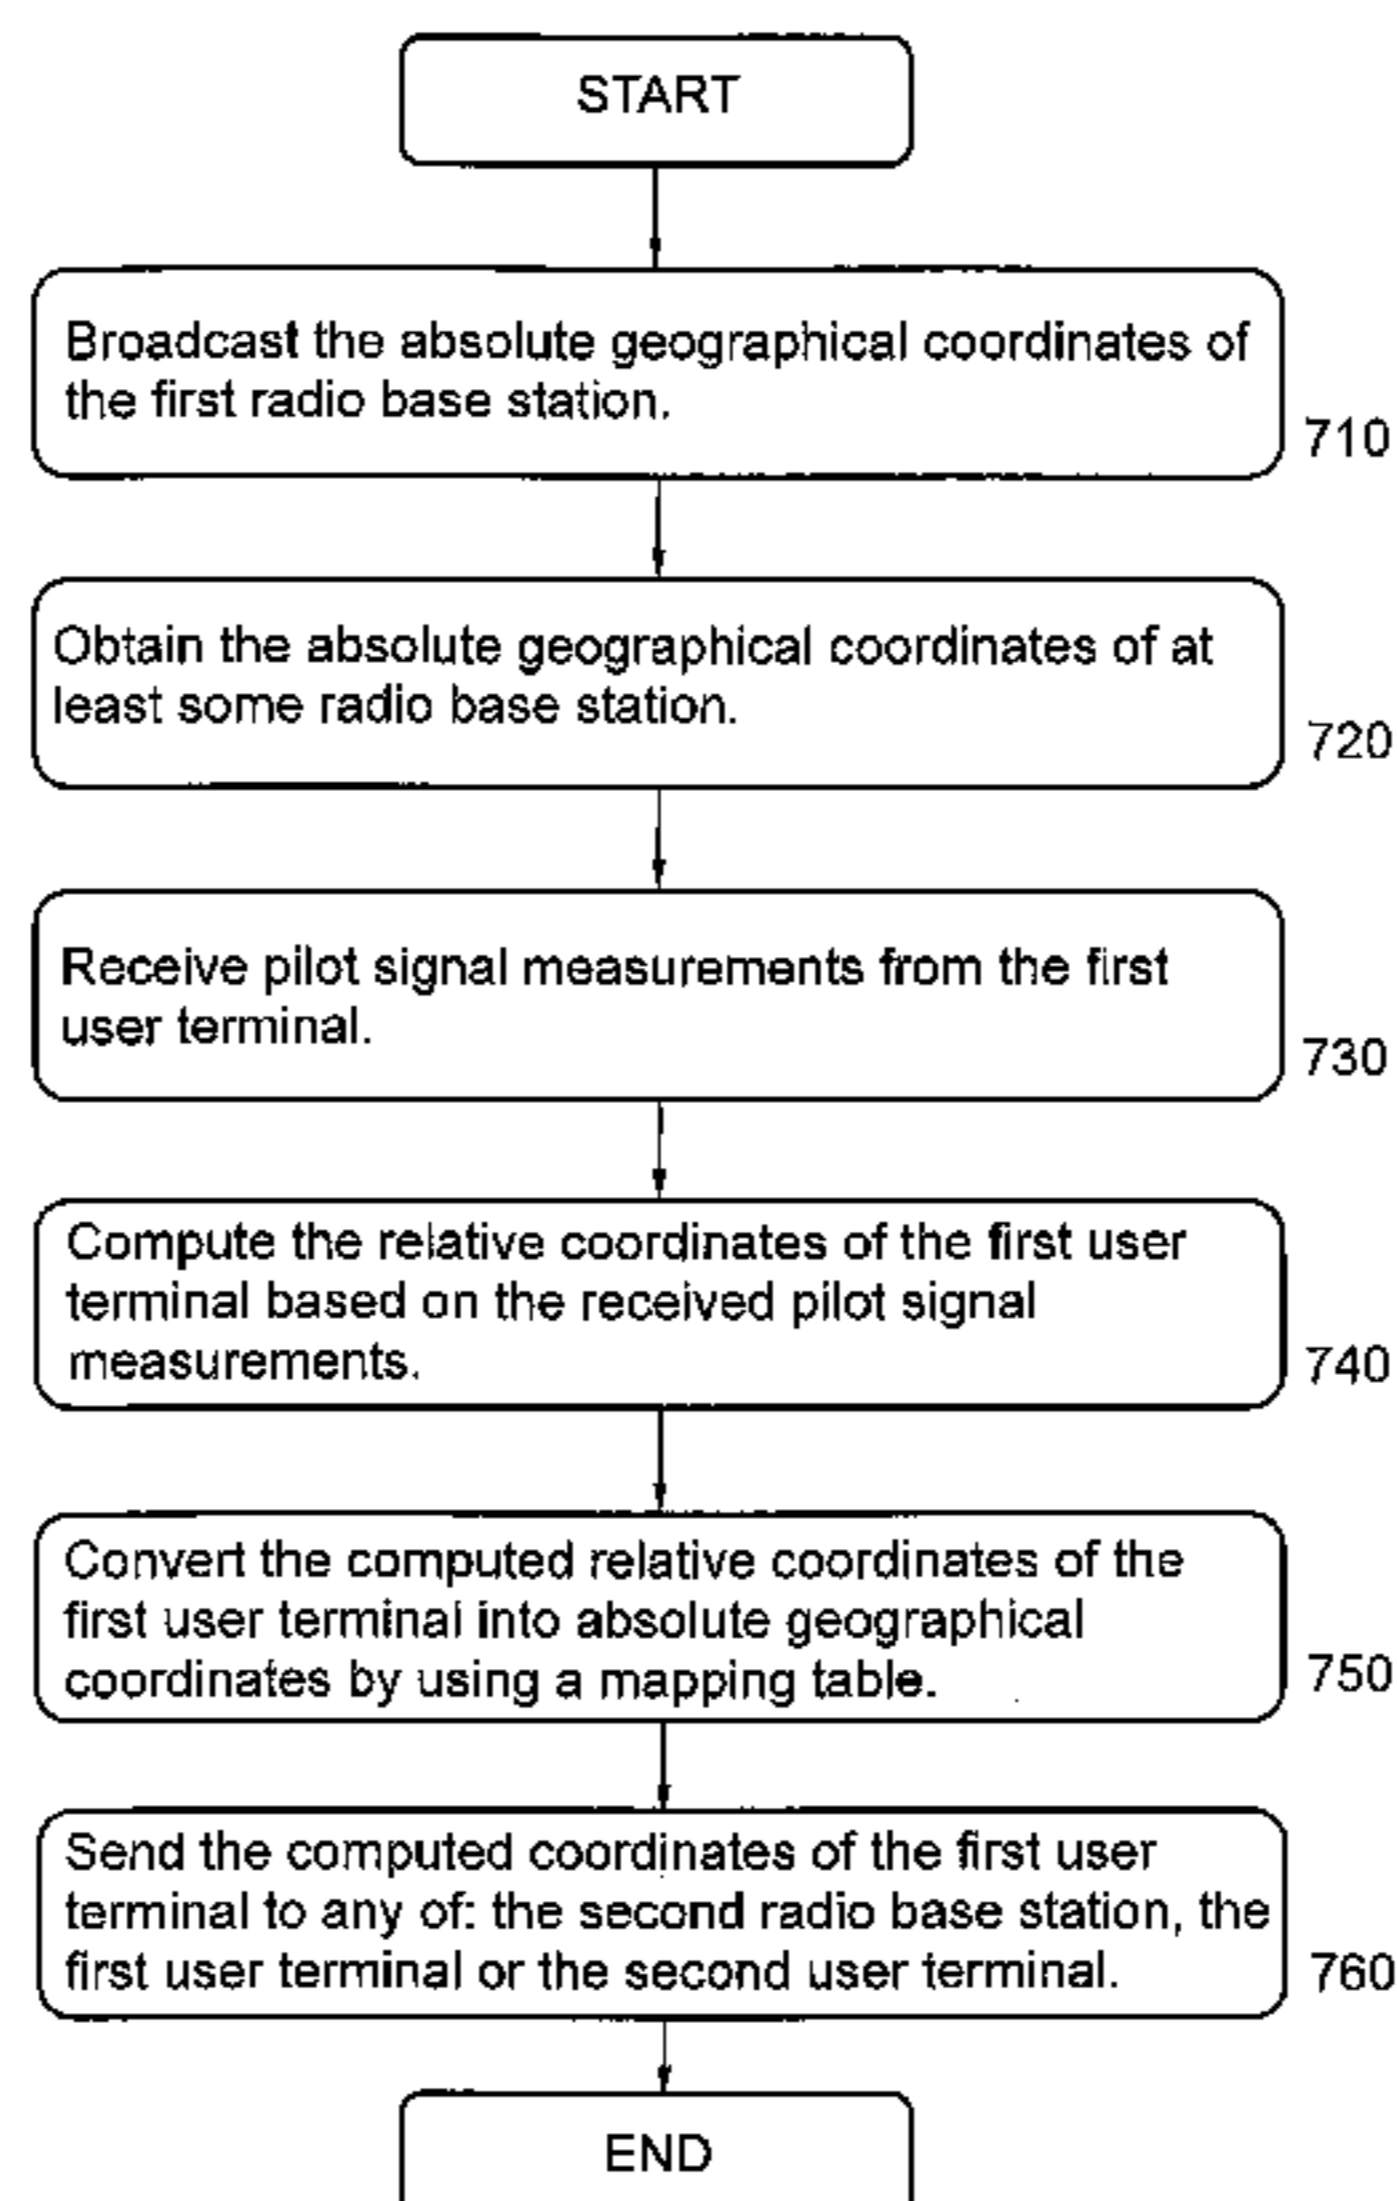 START
Broadcast the absolute geographical coordinates of
the first radio base station.
710
Obtain the absolute geographical coordinates of at
least some radio base station.
720
Receive pilot signal measurements from the first
user terminal.
730
Compute the relative coordinates of the first user
terminal based on the received pilot signal
measurements.
740
Convert the computed relative coordinates of the
first user terminal into absolute geographical
coordinates by using a mapping table.
750
Send the computed coordinates of the first user
terminal to any of: the second radio base station, the
first user terminal or the second user terminal.
760
END